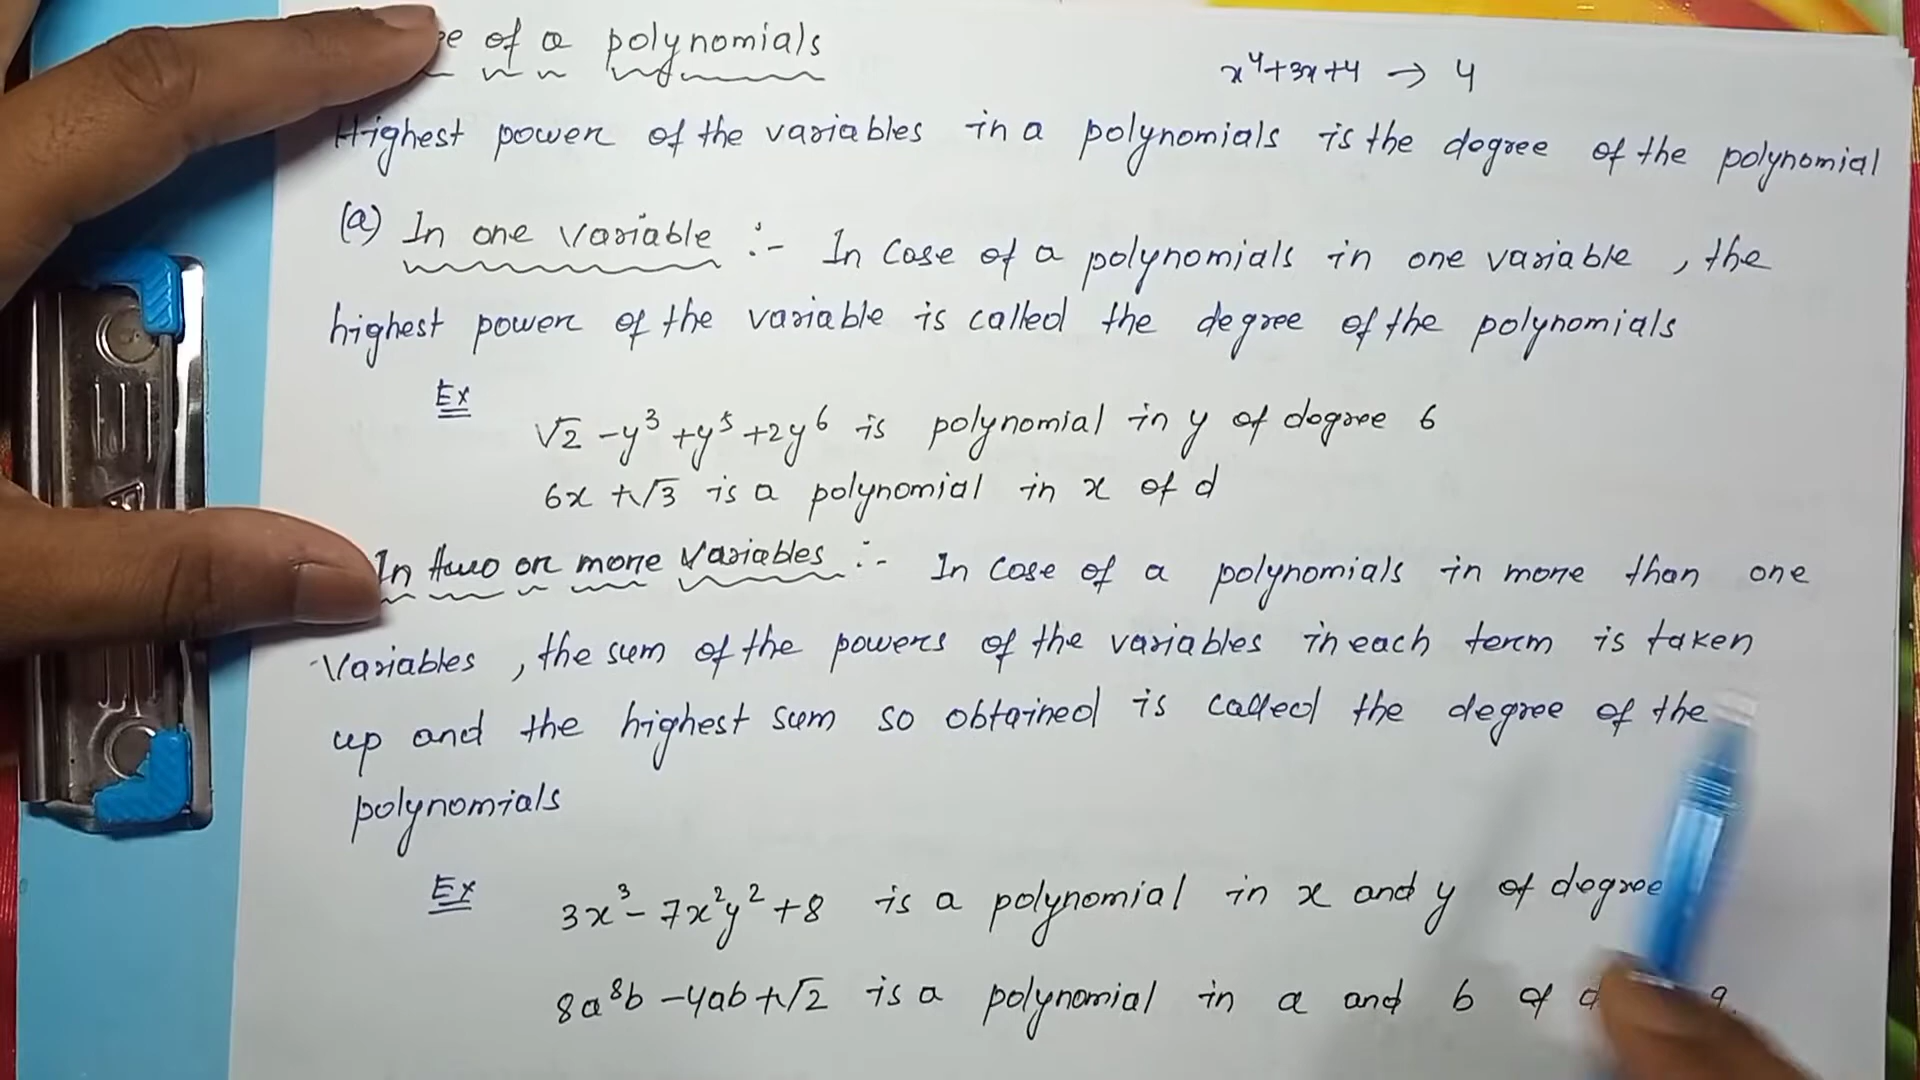 of a polynomials
x⁴+3x+4 → 4
Highest power of the variables in a polynomials is the degree of the polynomial
(a) In one variable :- In case of a polynomials in one variable , the
highest power of the variable is called the degree of the polynomials
Ex
√2 -y³ +y⁵ +2y⁶ is polynomial in y of degree 6
6x +√3 is a polynomial in x of d
In two or more variables :- In case of a polynomials in more than one
variables , the sum of the powers of the variables in each term is taken
up and the highest sum so obtained is called the degree of the
polynomials
Ex
3x³ - 7x²y² +8 is a polynomial in x and y of degree
8a⁸b -4ab +√2 is a polynomial in a and b of d